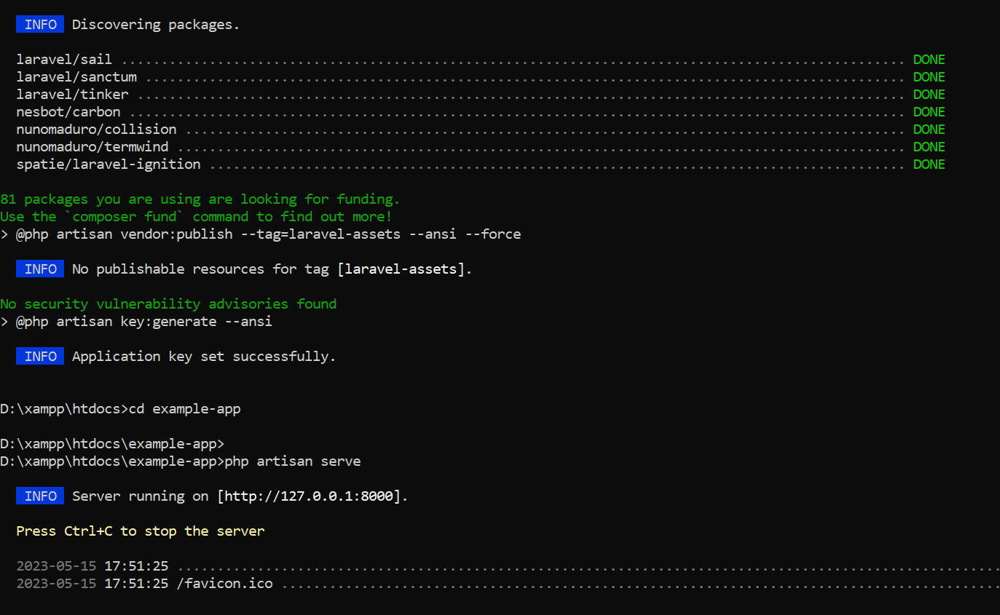 INFO Discovering packages.
laravel/sail ................................................................................................. DONE
laravel/sanctum .............................................................................................. DONE
laravel/tinker ............................................................................................... DONE
nesbot/carbon ................................................................................................ DONE
nunomaduro/collision ......................................................................................... DONE
nunomaduro/termwind .......................................................................................... DONE
spatie/laravel-ignition ...................................................................................... DONE
81 packages you are using are looking for funding.
Use the `composer fund` command to find out more!
> @php artisan vendor:publish --tag=laravel-assets --ansi --force
INFO No publishable resources for tag [laravel-assets].
No security vulnerability advisories found
> @php artisan key:generate --ansi
INFO Application key set successfully.
D:\xampp\htdocs>cd example-app
D:\xampp\htdocs\example-app>
D:\xampp\htdocs\example-app>php artisan serve
INFO Server running on [http://127.0.0.1:8000].
Press Ctrl+C to stop the server
2023-05-15 17:51:25 ......................................................................................................
2023-05-15 17:51:25 /favicon.ico .........................................................................................